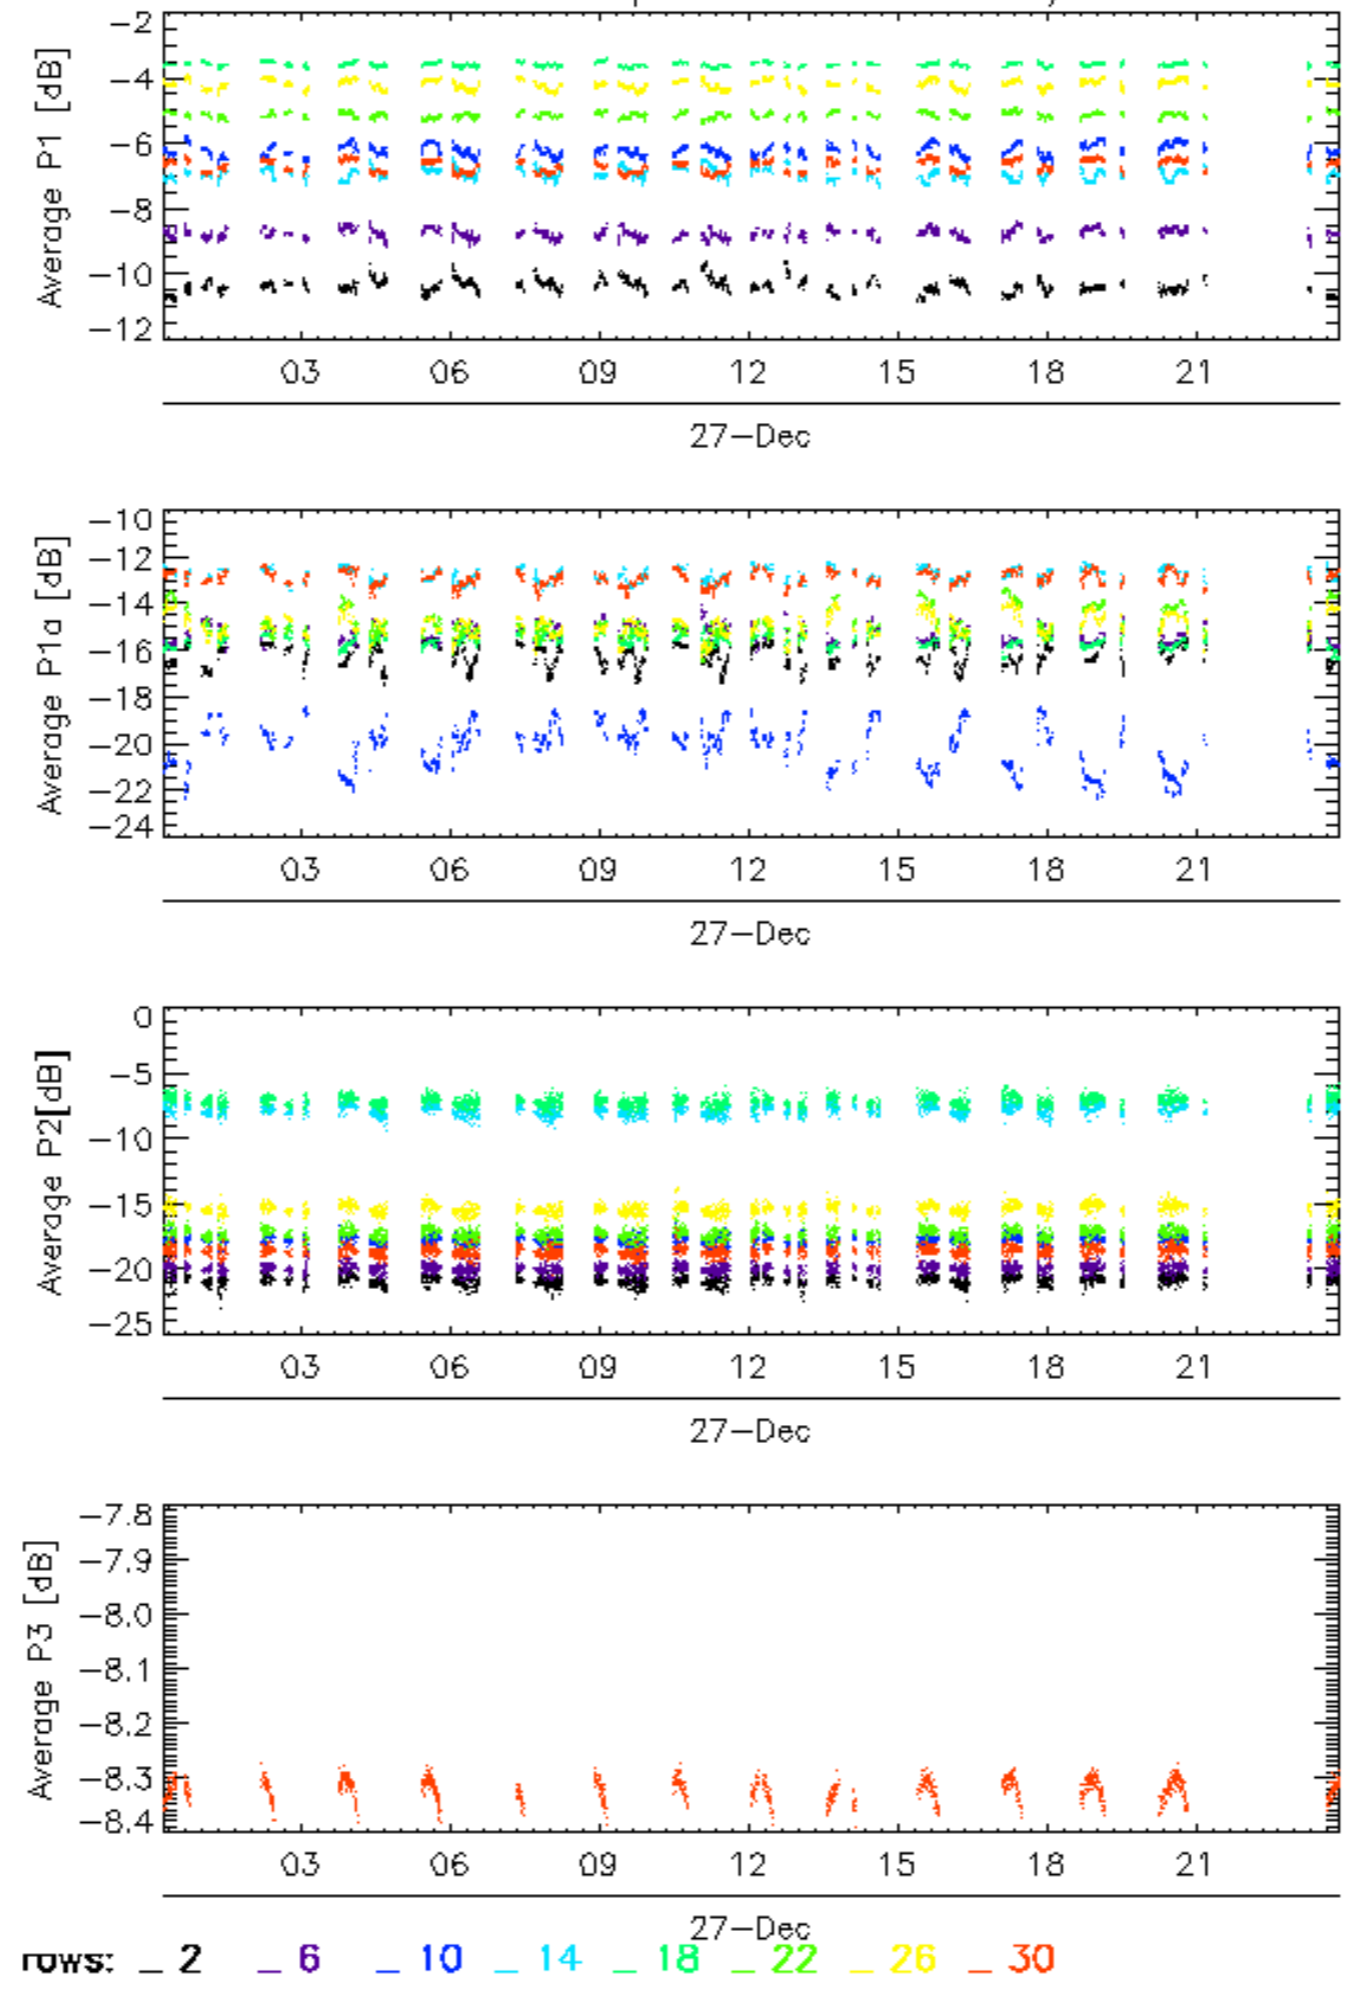 Average P1 [dB]
-2
-4
-6
-8
-10
-12
03 06 09 12 15 18 21
27-Dec
Average P1a [dB]
-10
-12
-14
-16
-18
-20
-22
-24
03 06 09 12 15 18 21
27-Dec
Average P2[dB]
0
-5
-10
-15
-20
-25
03 06 09 12 15 18 21
27-Dec
Average P3 [dB]
-7.8
-7.9
-8.0
-8.1
-8.2
-8.3
-8.4
03 06 09 12 15 18 21
27-Dec
rows: _ 2 _ 6 _ 10 _ 14 _ 18 _ 22 _ 26 _ 30